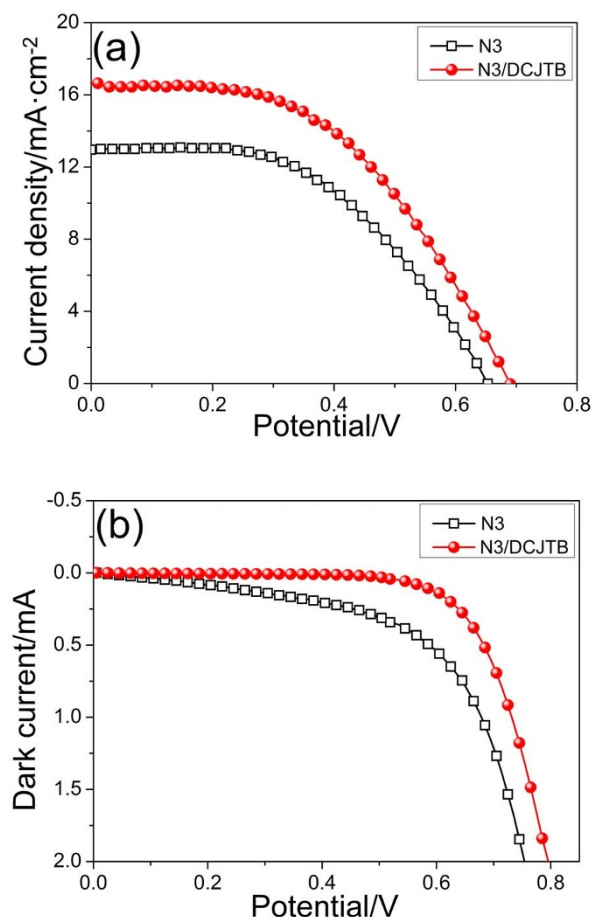 (a)
N3
N3/DCJTB
20
16
12
8
4
0
Current density/mA·cm-2
0.0 0.2 0.4 0.6 0.8
Potential/V
(b)
N3
N3/DCJTB
-0.5
0.0
0.5
1.0
1.5
2.0
Dark current/mA
0.0 0.2 0.4 0.6 0.8
Potential/V